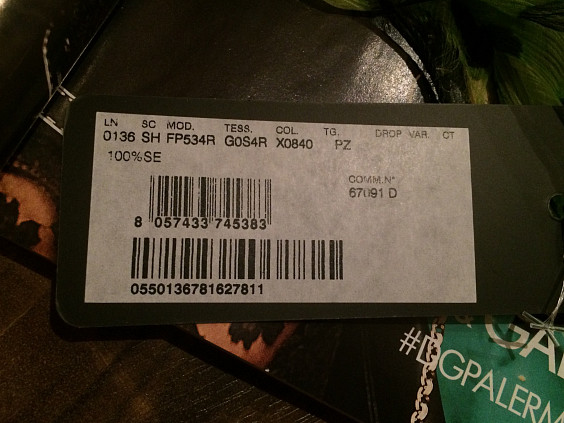 LN SC MOD. TESS. COL. TG. DROP VAR. CT
0136 SH FP534R G0S4R X0840 PZ
100%SE
COMM.N°
67091 D
8 057433 745383
0550136781627811
#DGPALERM